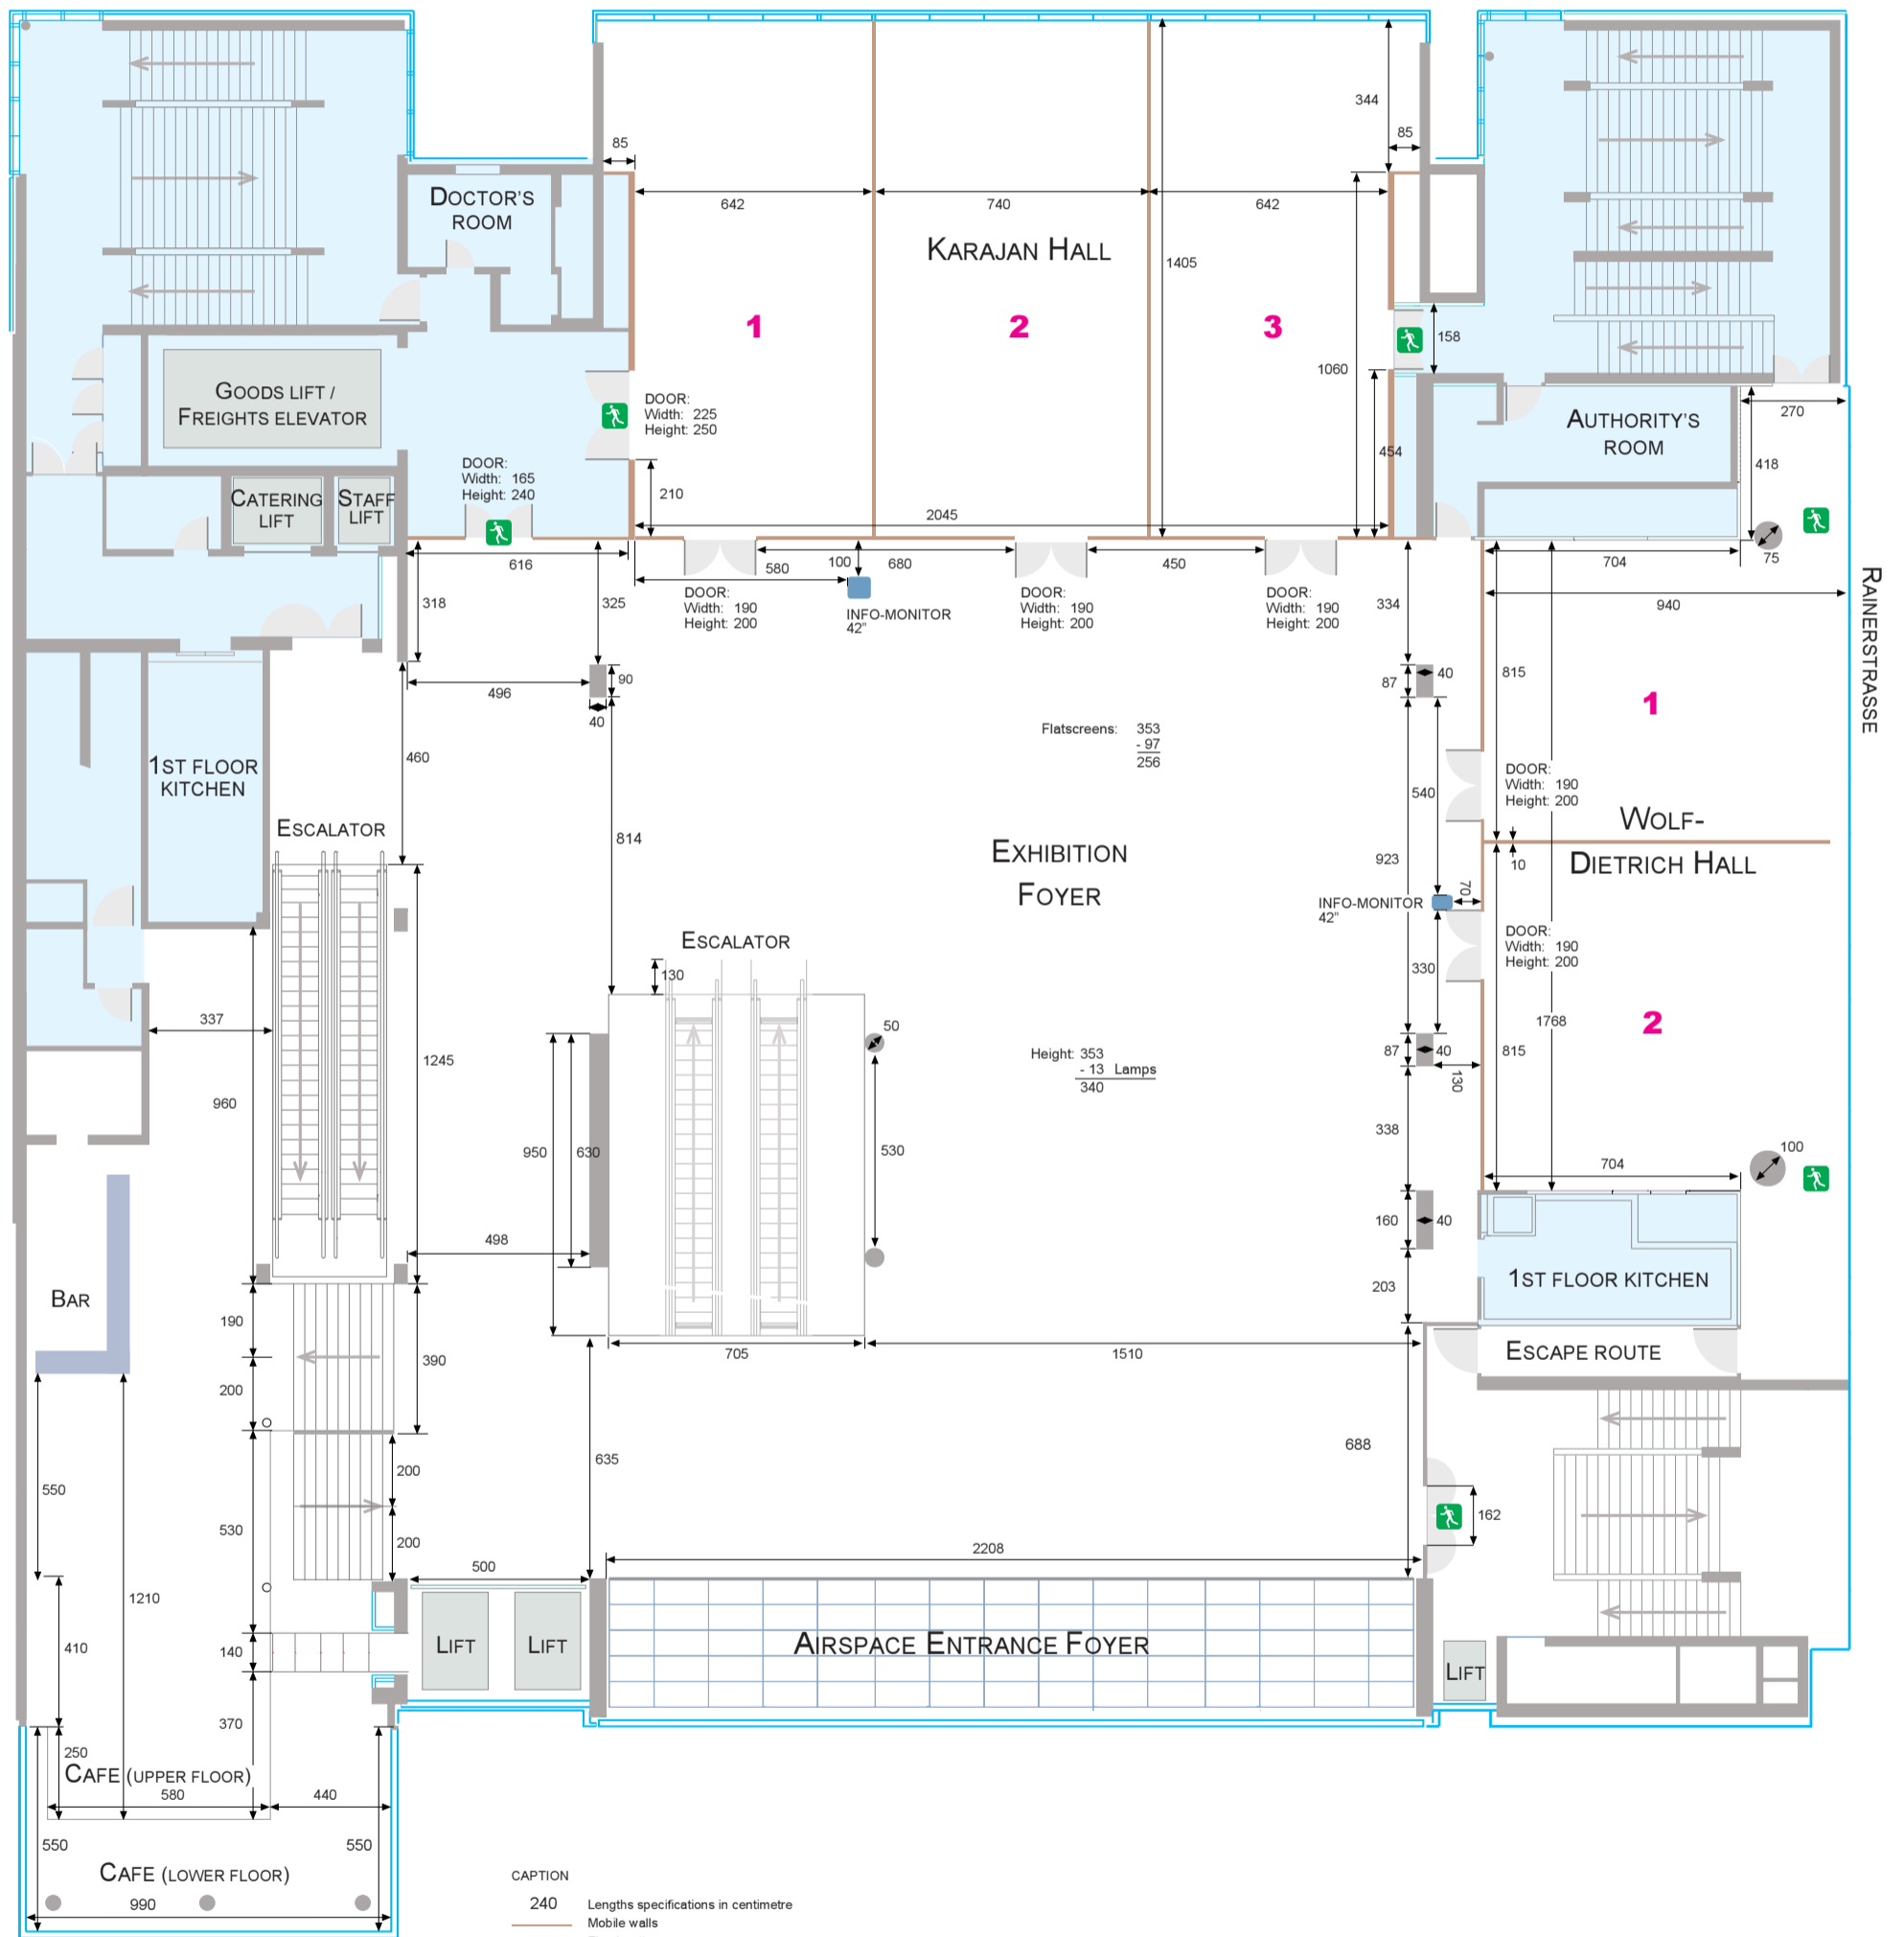 344
85
85
DOCTOR'S
ROOM
642
740
642
KARAJAN HALL
1405
1
2
3
158
1060
GOODS LIFT /
FREIGHTS ELEVATOR
DOOR:
Width: 225
Height: 250
270
AUTHORITY'S
ROOM
454
418
DOOR:
Width: 165
Height: 240
210
CATERING
LIFT
STAFF
LIFT
2045
616
580
100
680
450
704
75
318
325
DOOR:
Width: 190
Height: 200
INFO-MONITOR
42"
DOOR:
Width: 190
Height: 200
DOOR:
Width: 190
Height: 200
334
940
RAINERSTRASSE
496
90
40
87
40
815
1
Flatscreens: 353
- 97
256
460
1ST FLOOR
KITCHEN
DOOR:
Width: 190
Height: 200
540
ESCALATOR
814
WOLF-
DIETRICH HALL
EXHIBITION
FOYER
923
10
70
INFO-MONITOR
42"
ESCALATOR
DOOR:
Width: 190
Height: 200
130
330
337
50
1768
2
1245
Height: 353
- 13 Lamps
340
87
40
815
130
960
950
630
530
338
100
704
498
160
40
203
1ST FLOOR KITCHEN
BAR
190
390
705
1510
ESCAPE ROUTE
200
635
688
550
200
530
162
200
500
2208
1210
410
140
LIFT
LIFT
AIRSPACE ENTRANCE FOYER
LIFT
370
250
CAFE (UPPER FLOOR)
580
440
550
550
CAFE (LOWER FLOOR)
990
CAPTION
240 Lengths specifications in centimetre
Mobile walls